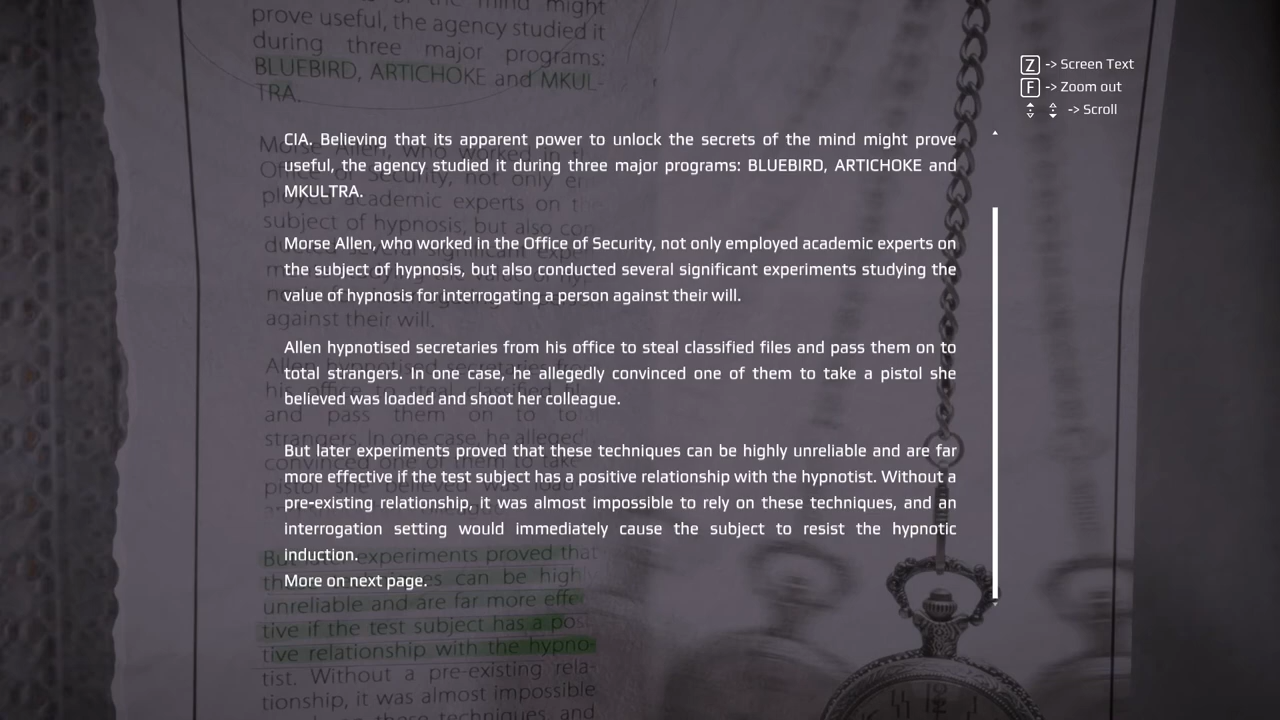 prove useful, the agency studied it
during three major programs:
BLUEBIRD, ARTICHOKE and MKUL-
TRA.
Z -> Screen Text
F -> Zoom out
-> Scroll
CIA. Believing that its apparent power to unlock the secrets of the mind might prove
useful, the agency studied it during three major programs: BLUEBIRD, ARTICHOKE and
MKULTRA.
Morse Allen, who worked in the Office of Security, not only employed academic experts on
the subject of hypnosis, but also conducted several significant experiments studying the
value of hypnosis for interrogating a person against their will.
against their will.
Allen hypnotised secretaries from his office to steal classified files and pass them on to
total strangers. In one case, he allegedly convinced one of them to take a pistol she
believed was loaded and shoot her colleague.
But later experiments proved that these techniques can be highly unreliable and are far
more effective if the test subject has a positive relationship with the hypnotist. Without a
pre-existing relationship, it was almost impossible to rely on these techniques, and an
interrogation setting would immediately cause the subject to resist the hypnotic
induction.
More on next page.
unreliable and are far more effec-
tive if the test subject has a posi-
tive relationship with the hypno-
tist. Without a pre-existing rela-
tionship, it was almost impossible